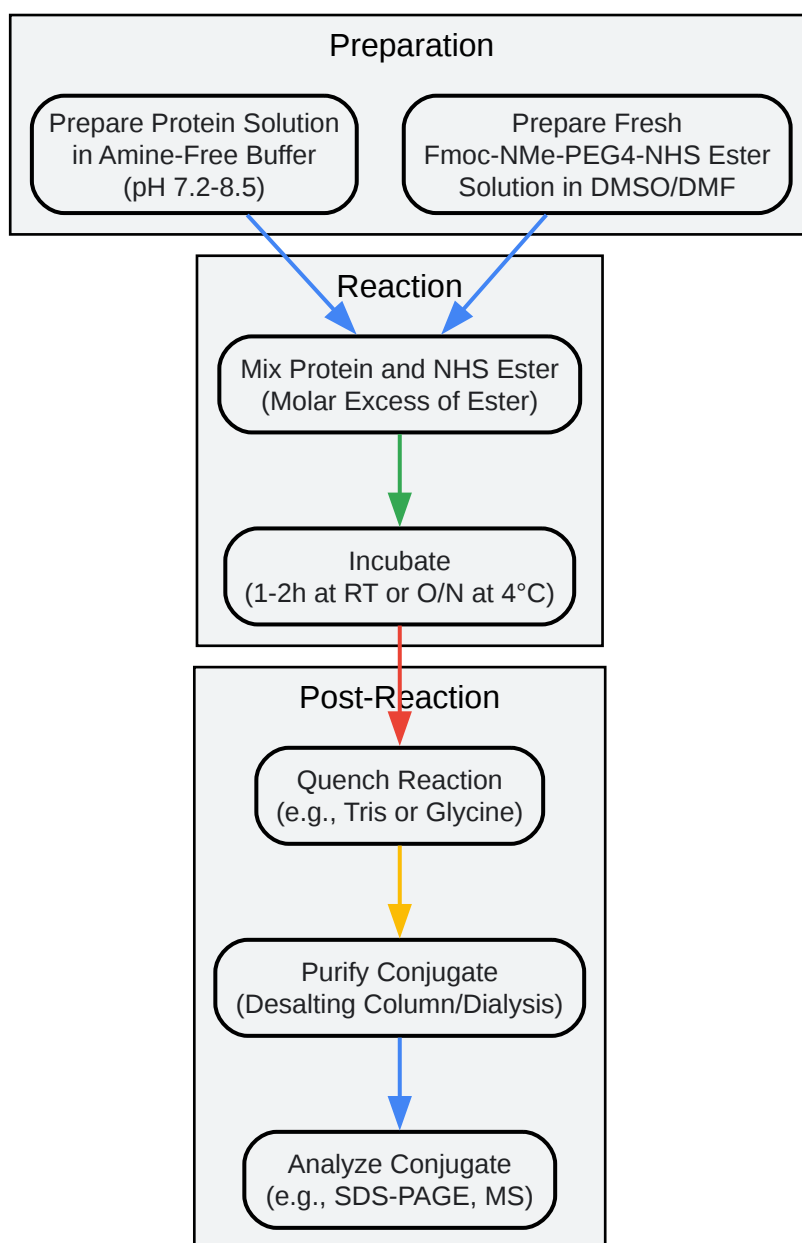 Preparation
Prepare Protein Solution
in Amine-Free Buffer
(pH 7.2-8.5)
Prepare Fresh
Fmoc-NMe-PEG4-NHS Ester
Solution in DMSO/DMF
Reaction
Mix Protein and NHS Ester
(Molar Excess of Ester)
Incubate
(1-2h at RT or O/N at 4°C)
Post-Reaction
Quench Reaction
(e.g., Tris or Glycine)
Purify Conjugate
(Desalting Column/Dialysis)
Analyze Conjugate
(e.g., SDS-PAGE, MS)